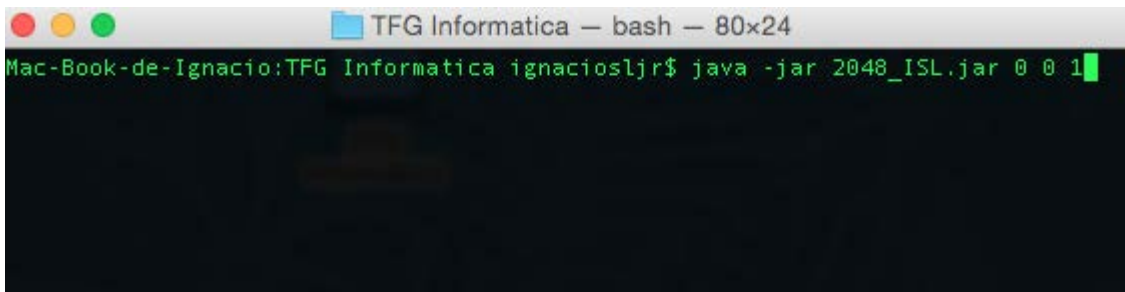 TFG Informatica — bash — 80×24
Mac-Book-de-Ignacio:TFG Informatica ignaciosljr$ java -jar 2048_ISL.jar 0 0 1